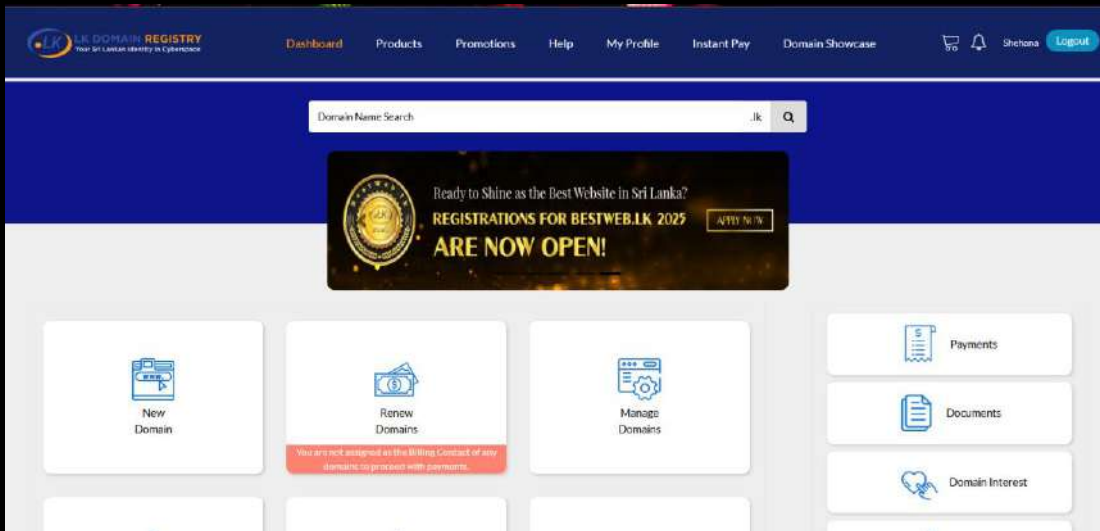 .LK LK DOMAIN REGISTRY
Your Sri Lankan Identity in Cyberspace
Dashboard Products Promotions Help My Profile Instant Pay Domain Showcase Shehana Logout
Domain Name Search .lk
Ready to Shine as the Best Website in Sri Lanka?
REGISTRATIONS FOR BESTWEB.LK 2025 APPLY NOW
ARE NOW OPEN!
New
Domain
Renew
Domains
You are not assigned as the Billing Contact of any
domains to proceed with payments.
Manage
Domains
Payments
Documents
Domain Interest